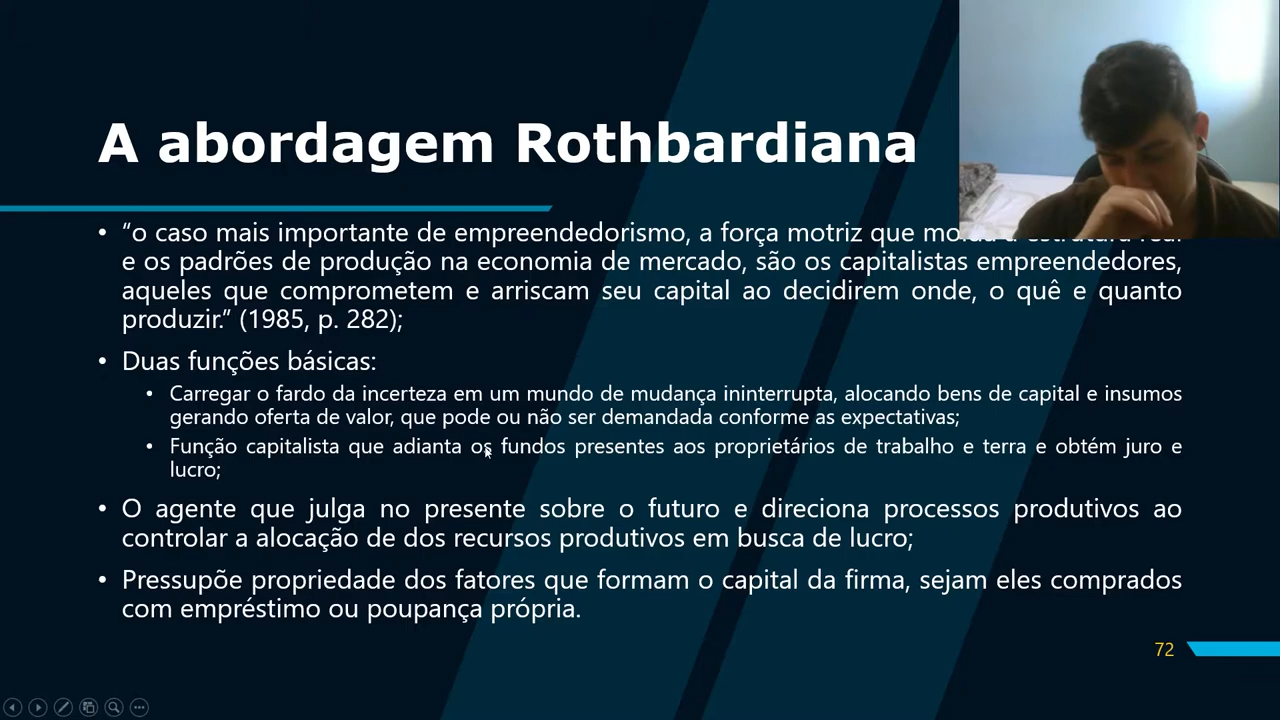 A abordagem Rothbardiana
• “o caso mais importante de empreendedorismo, a força motriz que
e os padrões de produção na economia de mercado, são os capitalistas empreendedores,
aqueles que comprometem e arriscam seu capital ao decidirem onde, o quê e quanto
produzir.” (1985, p. 282);
• Duas funções básicas:
• Carregar o fardo da incerteza em um mundo de mudança ininterrupta, alocando bens de capital e insumos
gerando oferta de valor, que pode ou não ser demandada conforme as expectativas;
• Função capitalista que adianta os fundos presentes aos proprietários de trabalho e terra e obtém juro e
lucro;
• O agente que julga no presente sobre o futuro e direciona processos produtivos ao
controlar a alocação de dos recursos produtivos em busca de lucro;
• Pressupõe propriedade dos fatores que formam o capital da firma, sejam eles comprados
com empréstimo ou poupança própria.
72